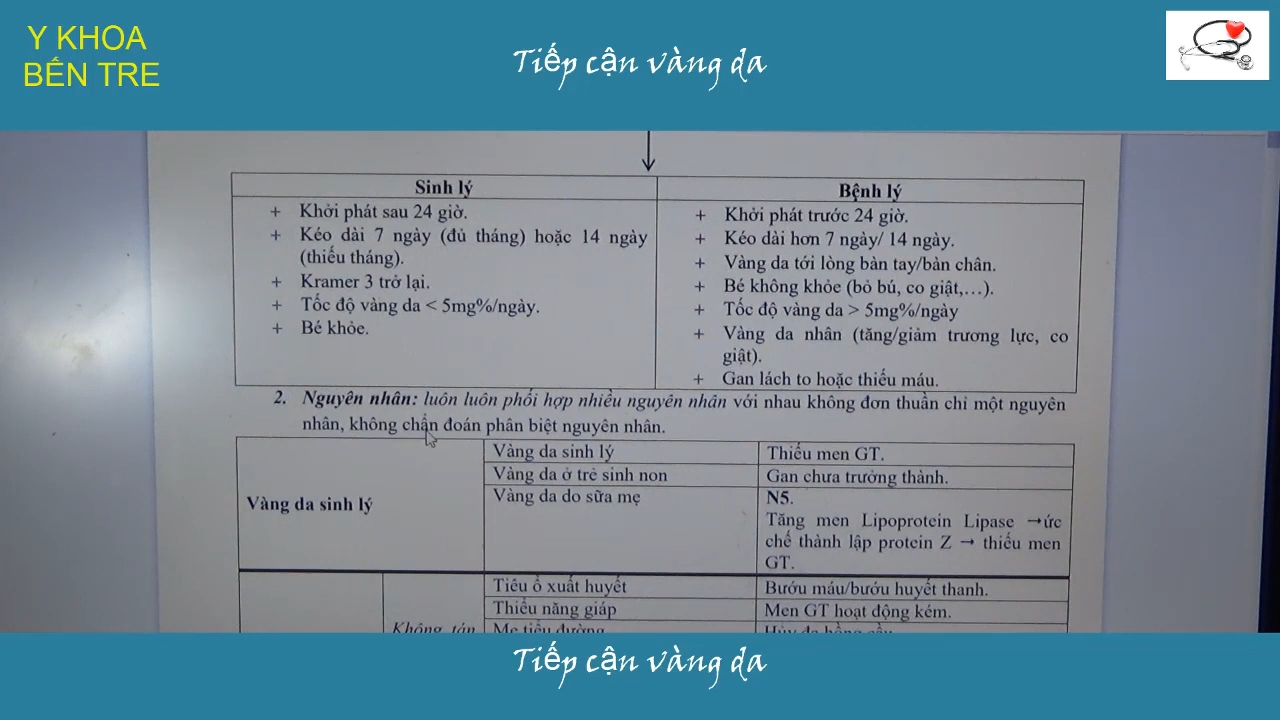 Y KHOA
BẾN TRE
Tiếp cận vàng da
Sinh lý
+ Khởi phát sau 24 giờ.
+ Kéo dài 7 ngày (đủ tháng) hoặc 14 ngày
(thiếu tháng).
+ Kramer 3 trở lại.
+ Tốc độ vàng da < 5mg%/ngày.
+ Bé khỏe.
Bệnh lý
+ Khởi phát trước 24 giờ.
+ Kéo dài hơn 7 ngày/ 14 ngày.
+ Vàng da tới lòng bàn tay/bàn chân.
+ Bé không khỏe (bỏ bú, co giật,…).
+ Tốc độ vàng da > 5mg%/ngày
+ Vàng da nhân (tăng/giảm trương lực, co
giật).
+ Gan lách to hoặc thiếu máu.
2. Nguyên nhân: luôn luôn phối hợp nhiều nguyên nhân với nhau không đơn thuần chỉ một nguyên
nhân, không chẩn đoán phân biệt nguyên nhân.
Vàng da sinh lý
Vàng da sinh lý
Thiếu men GT.
Vàng da ở trẻ sinh non
Gan chưa trưởng thành.
Vàng da do sữa mẹ
N5.
Tăng men Lipoprotein Lipase →ức
chế thành lập protein Z → thiếu men
GT.
Tiêu ổ xuất huyết
Bướu máu/bướu huyết thanh.
Thiểu năng giáp
Men GT hoạt động kém.
Không tán
Mẹ tiểu đường
Hủy đa hồng cầu
Tiếp cận vàng da